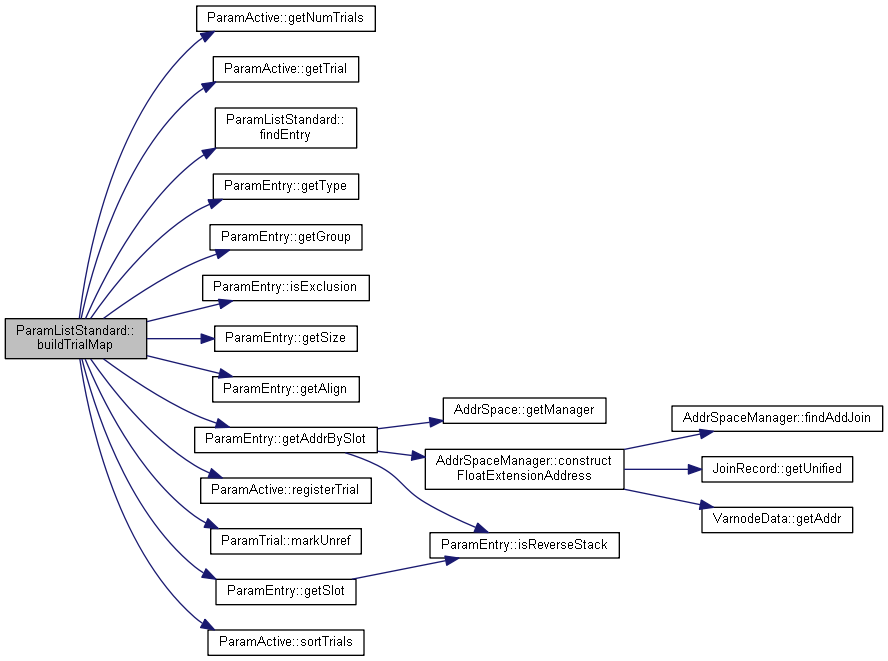 ParamActive::getNumTrials
ParamActive::getTrial
ParamListStandard::
findEntry
ParamEntry::getType
ParamEntry::getGroup
ParamEntry::isExclusion
ParamListStandard::
buildTrialMap
ParamEntry::getSize
ParamEntry::getAlign
AddrSpace::getManager
AddrSpaceManager::findAddJoin
ParamEntry::getAddrBySlot
AddrSpaceManager::construct
FloatExtensionAddress
JoinRecord::getUnified
ParamActive::registerTrial
VarnodeData::getAddr
ParamTrial::markUnref
ParamEntry::isReverseStack
ParamEntry::getSlot
ParamActive::sortTrials